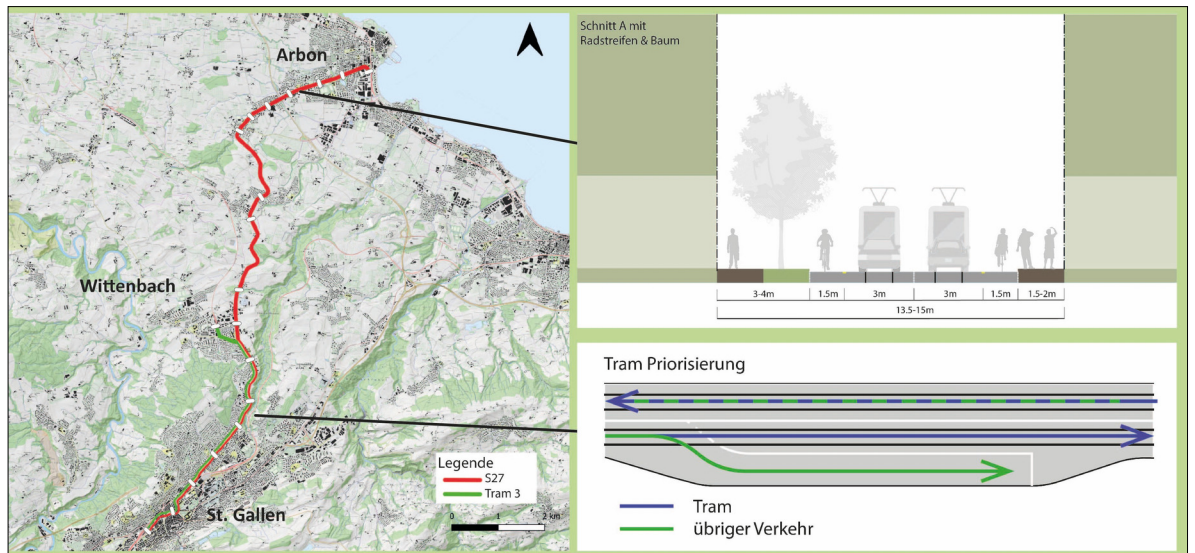 Arbon
Wittenbach
St. Gallen
Legende
S27
Tram 3
0 1 2 km
Schnitt A mit
Radstreifen & Baum
3-4m 1.5m 3m 3m 1.5m 1.5-2m
13.5-15m
Tram Priorisierung
Tram
übriger Verkehr